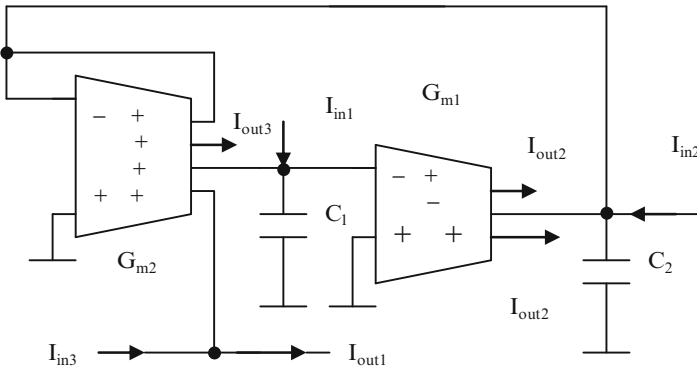 G_m1
I_in1
I_out3
I_out2
I_in2
− +
+
+
+ +
− +
−
+ +
C_1
C_2
G_m2
I_out2
I_in3
I_out1